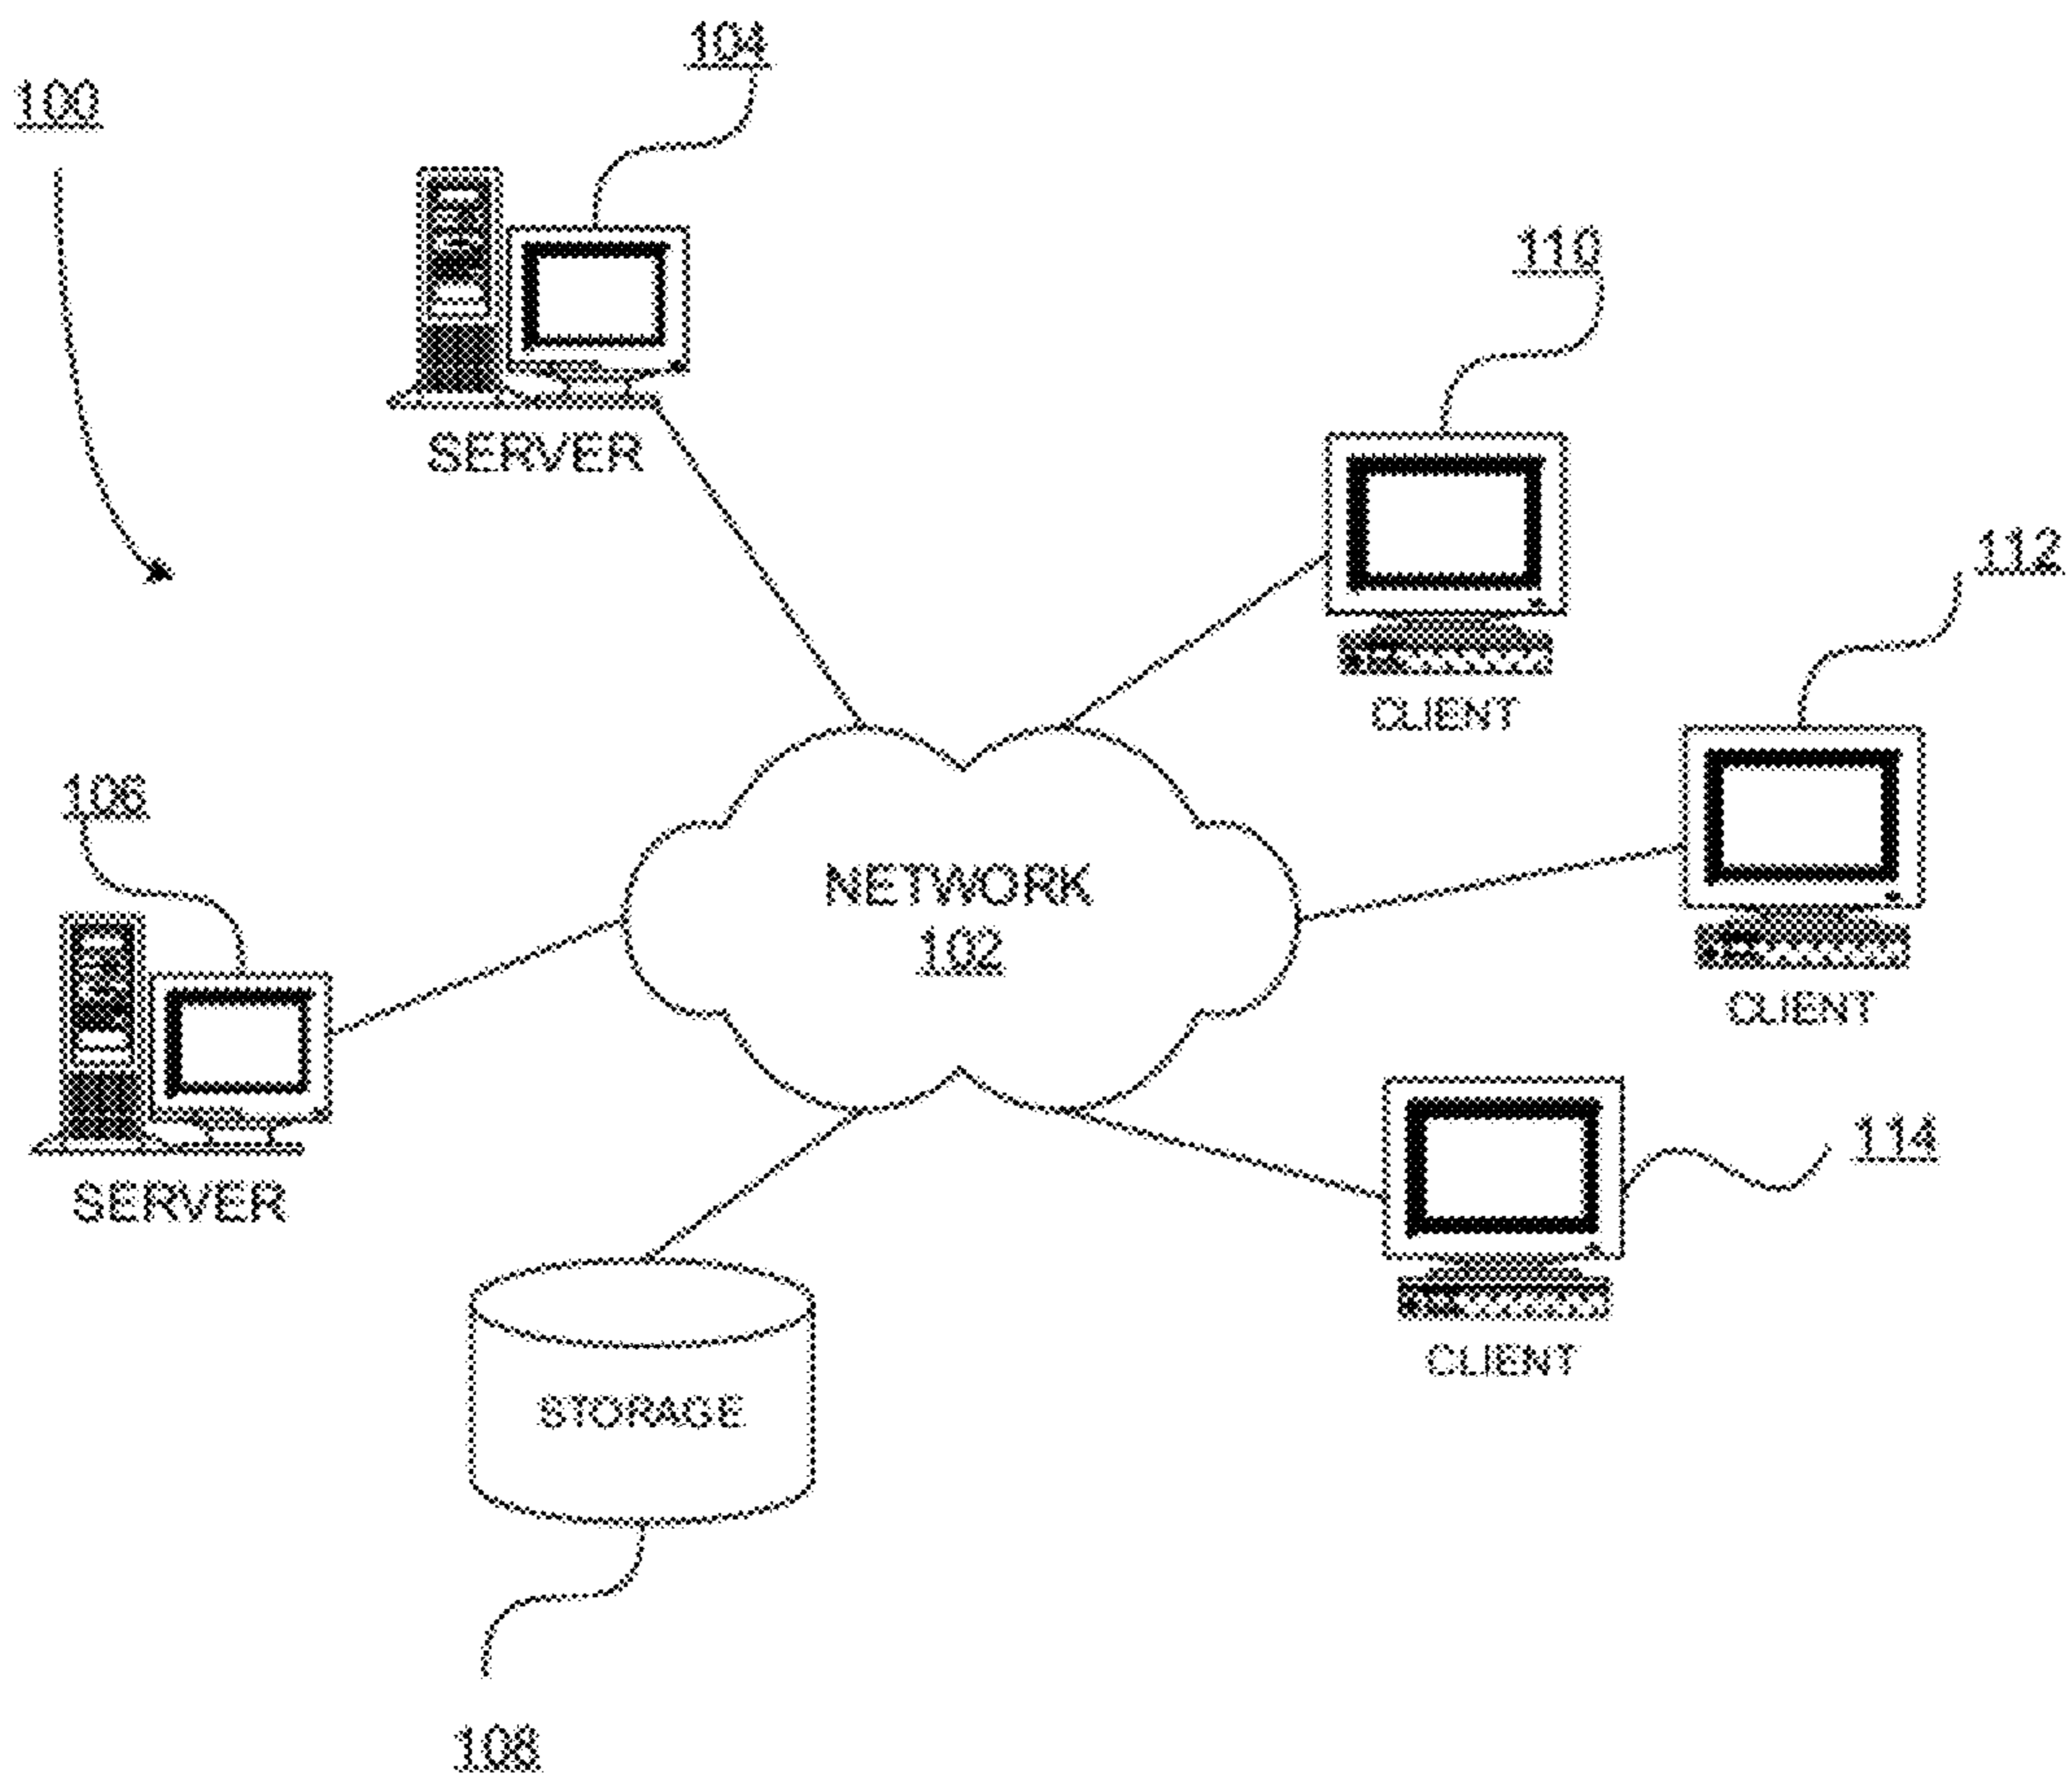 104
100
110
SERVER
112
CLIENT
106
NETWORK
102
CLIENT
114
SERVER
CLIENT
STORAGE
108